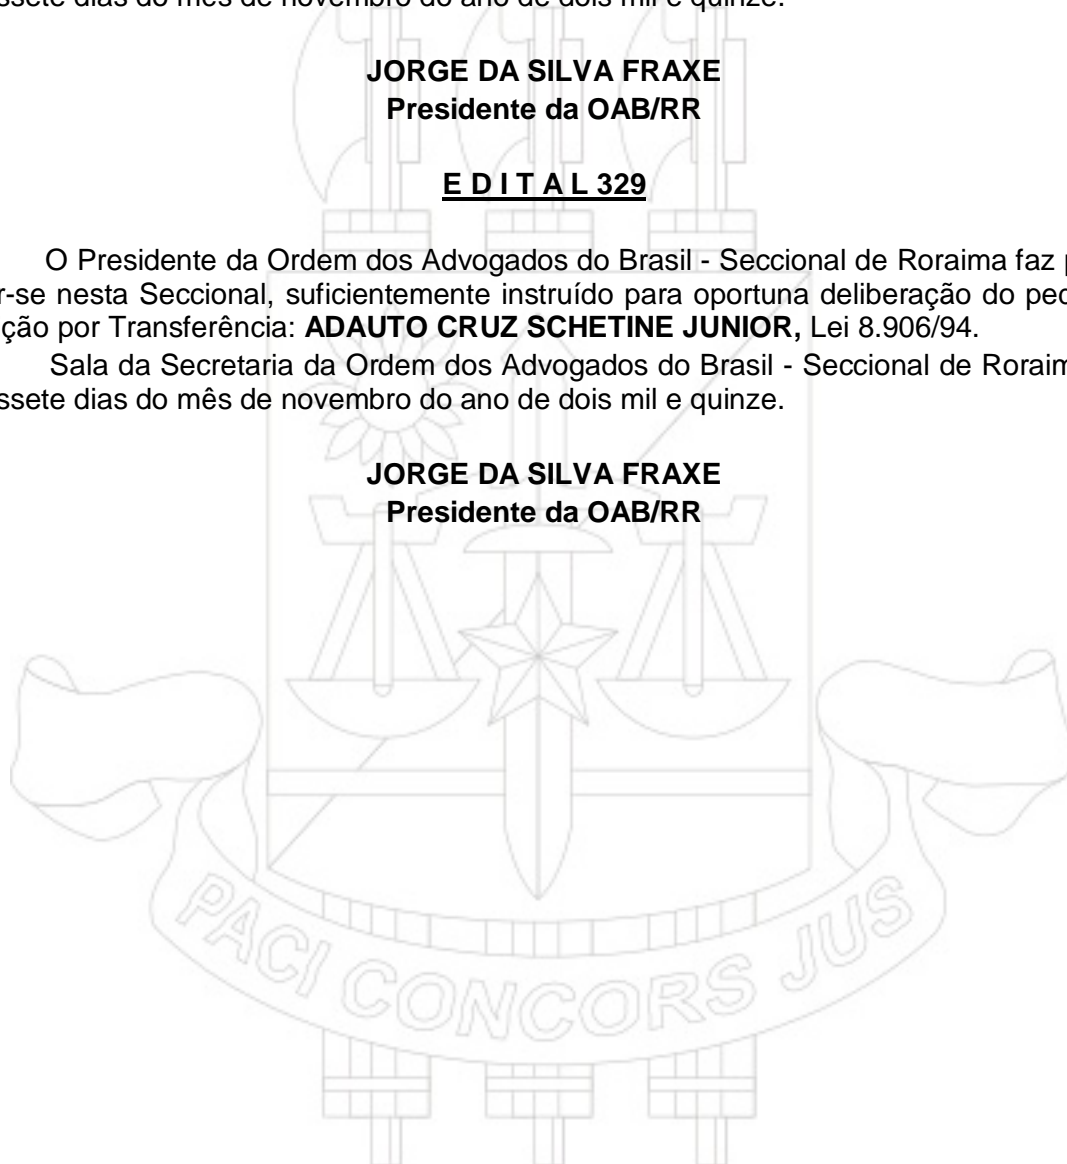 ssete dias do mês de novembro do ano de dois mil e quinze.
JORGE DA SILVA FRAXE
Presidente da OAB/RR
E D I T A L 329
O Presidente da Ordem dos Advogados do Brasil - Seccional de Roraima faz p
r-se nesta Seccional, suficientemente instruído para oportuna deliberação do pec
ção por Transferência: ADAUTO CRUZ SCHETINE JUNIOR, Lei 8.906/94.
Sala da Secretaria da Ordem dos Advogados do Brasil - Seccional de Roraim
ssete dias do mês de novembro do ano de dois mil e quinze.
JORGE DA SILVA FRAXE
Presidente da OAB/RR
PACI CONCORS JUS